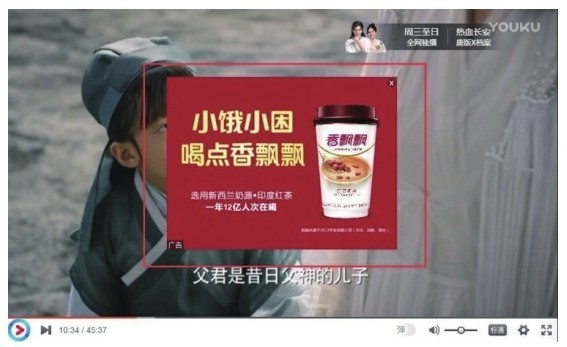 YOUKU
周三至日
全网独播
热血长安
唐版X档案
X
小饿小困
喝点香飘飘
香飘飘
选用新西兰奶源•印度红茶
一年12亿人次在喝
广告
父君是昔日父神的儿子
10:34 / 45:37
弹
标清